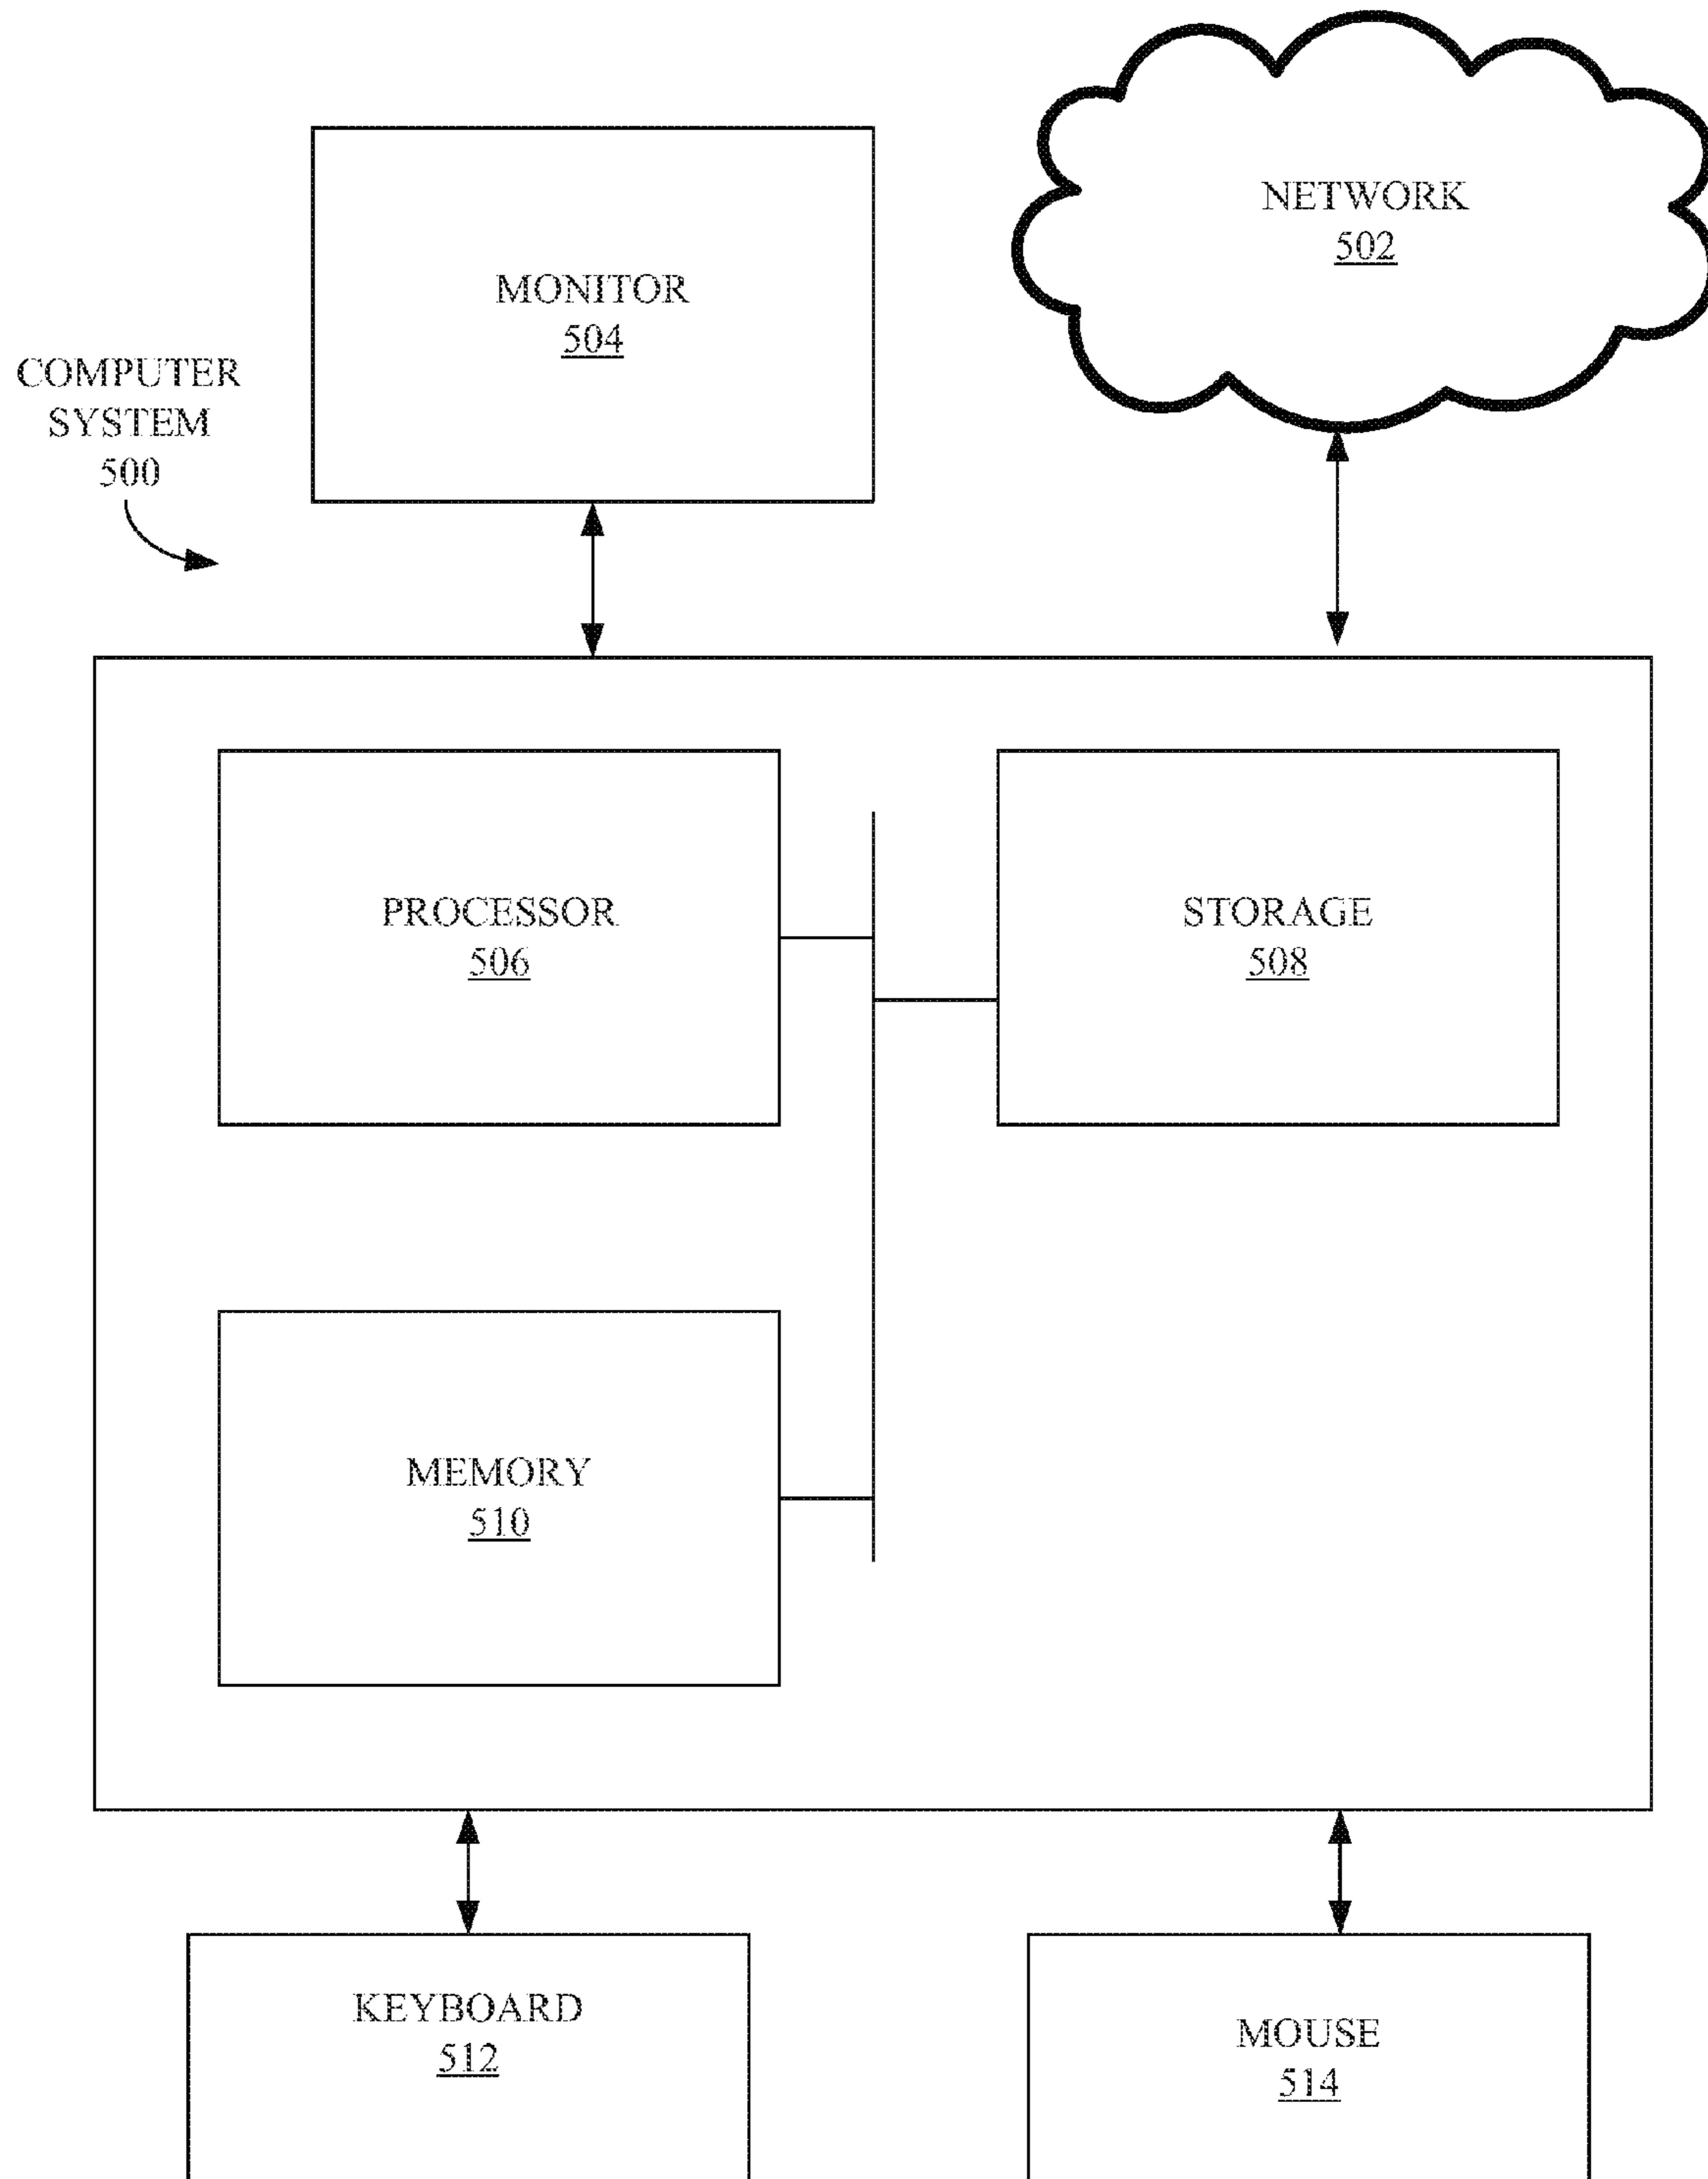 NETWORK
502
MONITOR
504
COMPUTER
SYSTEM
500
PROCESSOR
506
STORAGE
508
MEMORY
510
KEYBOARD
512
MOUSE
514